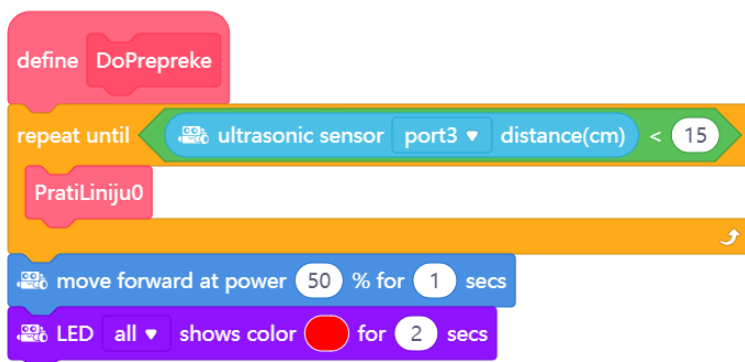 define DoPrepreke
repeat until ultrasonic sensor port3 distance(cm) < 15
PratiLiniju0
move forward at power 50 % for 1 secs
LED all shows color for 2 secs